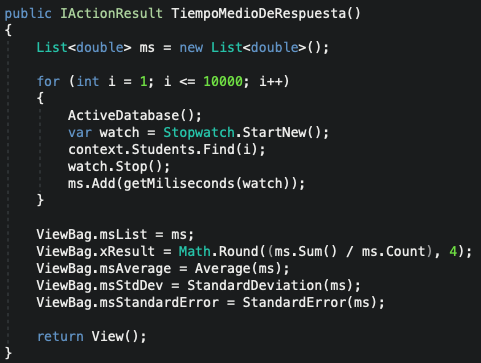 public IActionResult TiempoMedioDeRespuesta()
{
List<double> ms = new List<double>();
for (int i = 1; i <= 10000; i++)
{
ActiveDatabase();
var watch = Stopwatch.StartNew();
context.Students.Find(i);
watch.Stop();
ms.Add(getMiliseconds(watch));
}
ViewBag.msList = ms;
ViewBag.xResult = Math.Round((ms.Sum() / ms.Count), 4);
ViewBag.msAverage = Average(ms);
ViewBag.msStdDev = StandardDeviation(ms);
ViewBag.msStandardError = StandardError(ms);
return View();
}